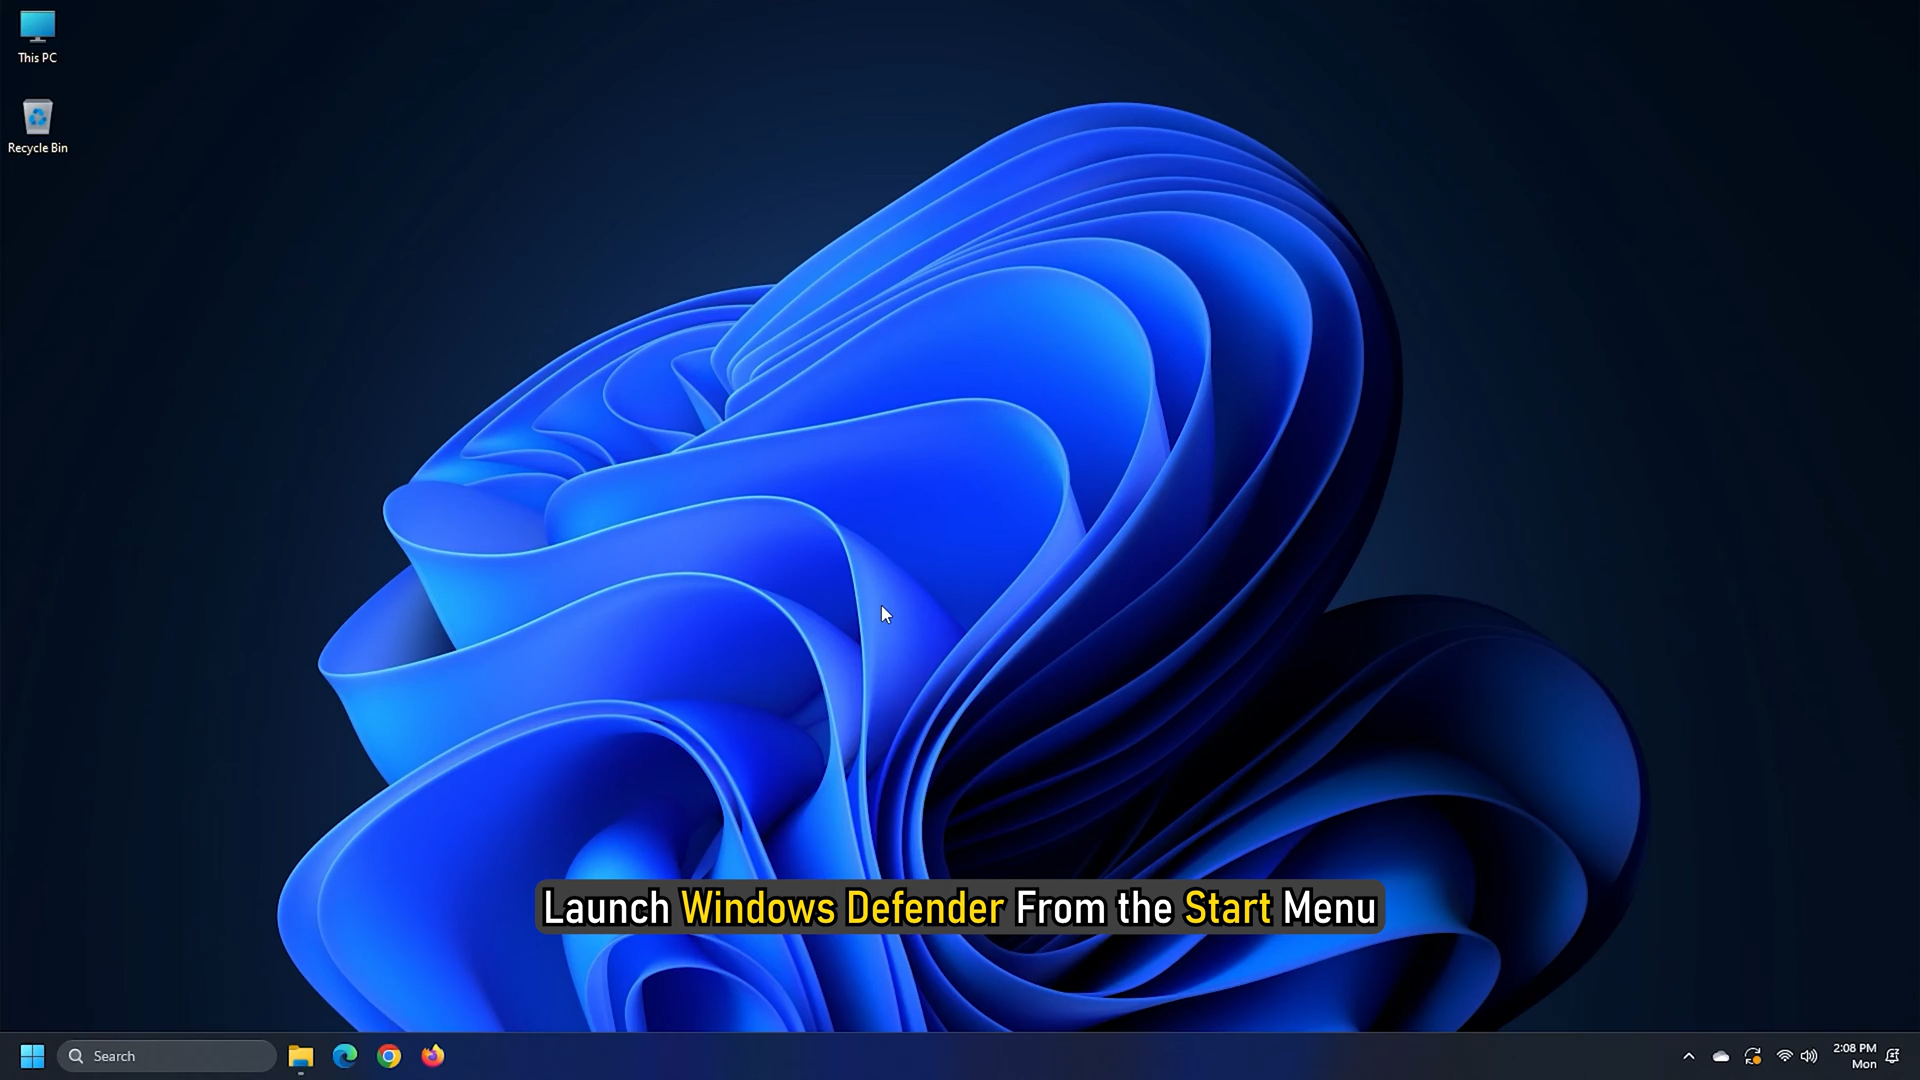 This PC
Recycle Bin
Launch Windows Defender From the Start Menu
Search
2:08 PM
Mon